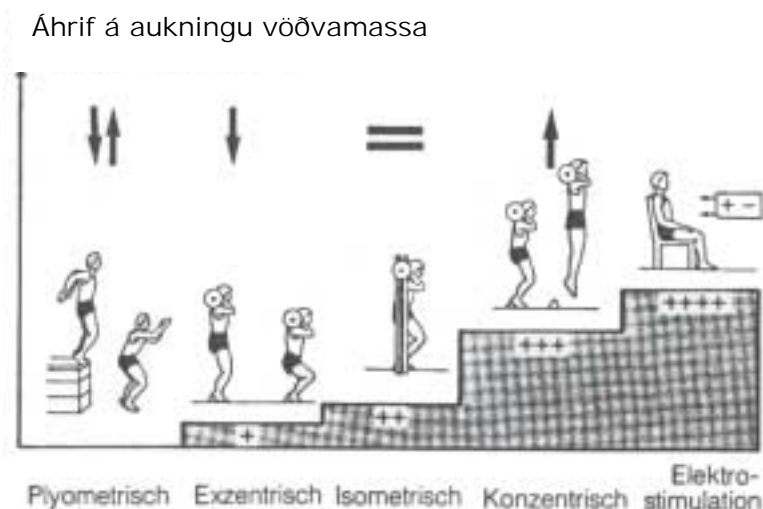 Áhrif á aukningu vöðvamassa
+ -
++++
+++
++
+
Plyometrisch Exzentrisch Isometrisch Konzentrisch Elektro-
stimulation